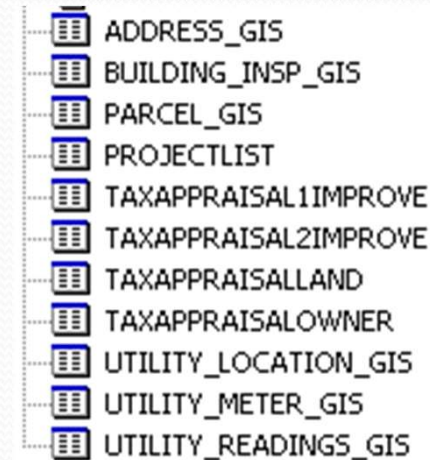 ADDRESS_GIS
BUILDING_INSP_GIS
PARCEL_GIS
PROJECTLIST
TAXAPPRAISAL1IMPROVE
TAXAPPRAISAL2IMPROVE
TAXAPPRAISALLAND
TAXAPPRAISALOWNER
UTILITY_LOCATION_GIS
UTILITY_METER_GIS
UTILITY_READINGS_GIS